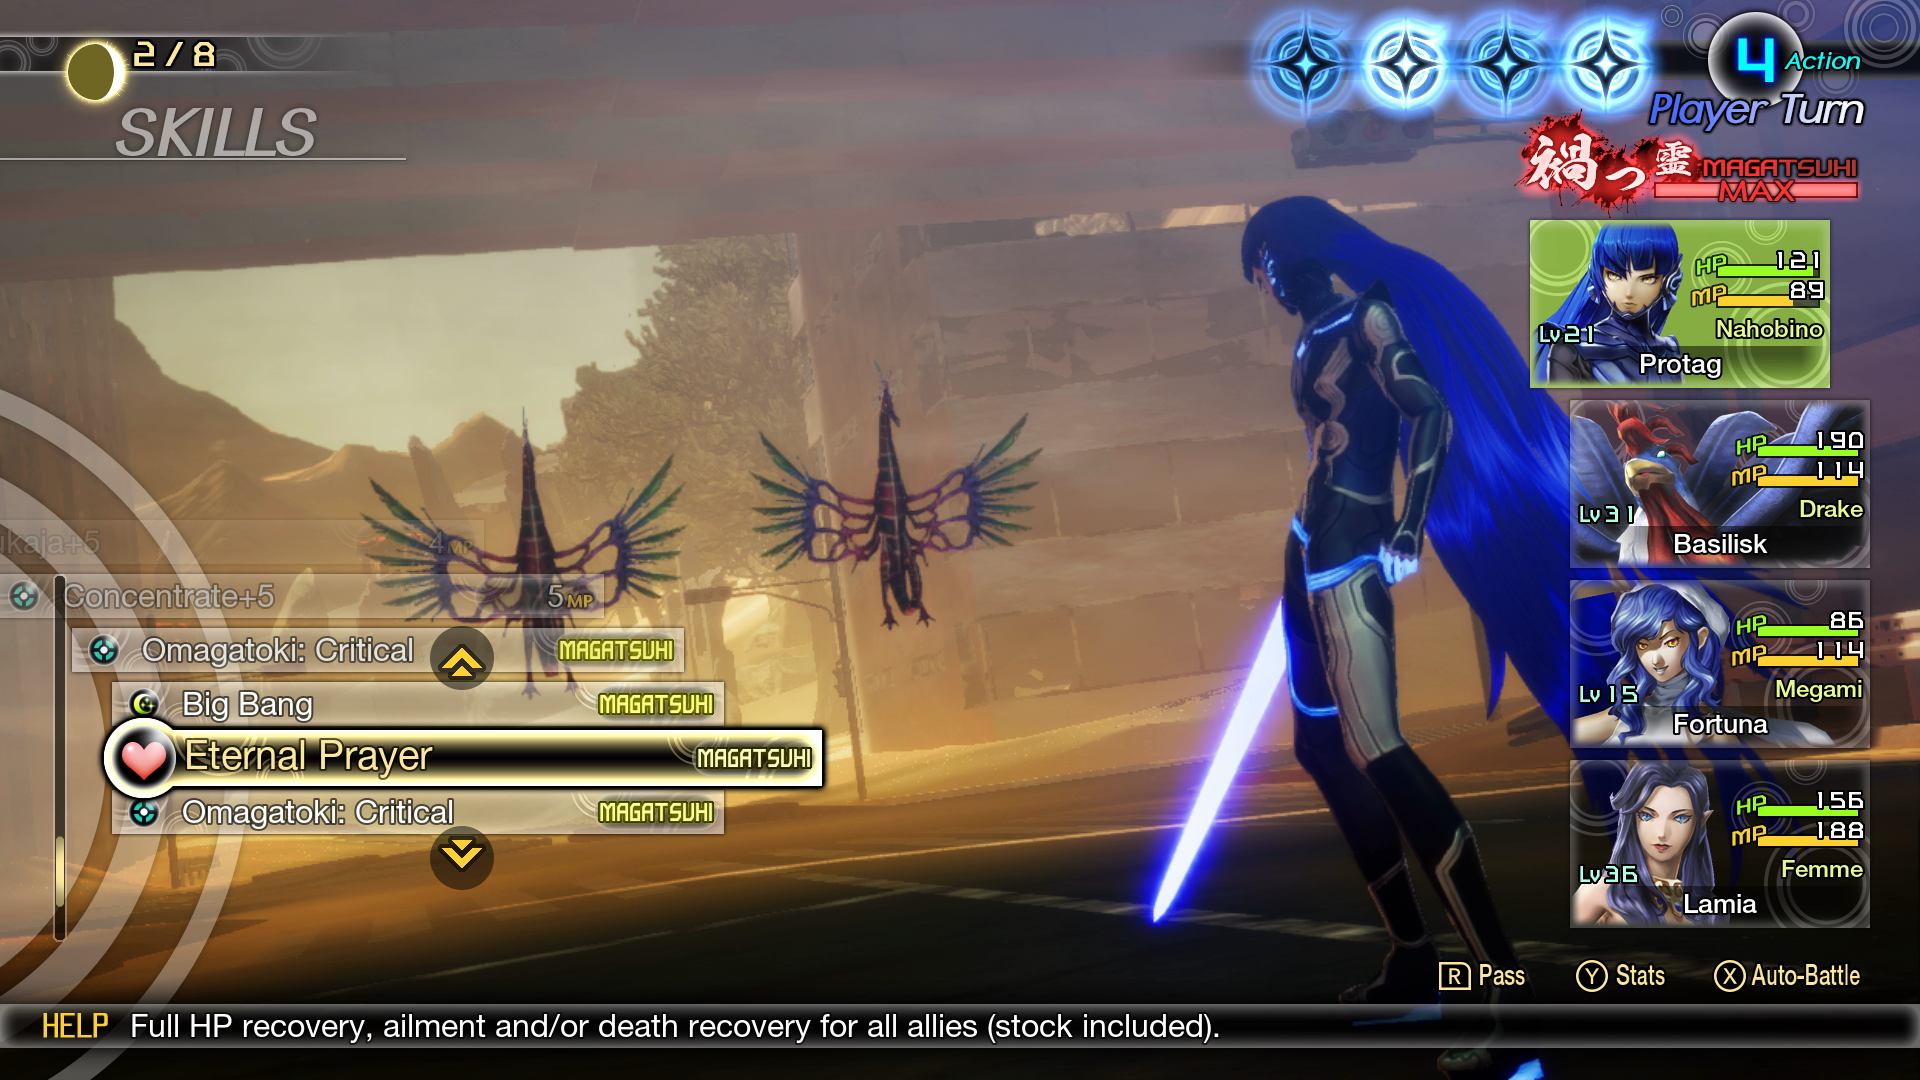 2/8
SKILLS
4 Action
Player Turn
禍つ霊 MAGATSUHI
MAX
HP 121
MP 89
Nahobino
Lv21
Protag
HP 190
MP 114
Drake
Lv31
Basilisk
HP 86
MP 114
Megami
Lv15
Fortuna
HP 156
MP 188
Femme
Lv36
Lamia
ukaja+5 4MP
Concentrate+5 5MP
Omagatoki: Critical MAGATSUHI
Big Bang MAGATSUHI
Eternal Prayer MAGATSUHI
Omagatoki: Critical MAGATSUHI
R Pass Y Stats X Auto-Battle
HELP Full HP recovery, ailment and/or death recovery for all allies (stock included).